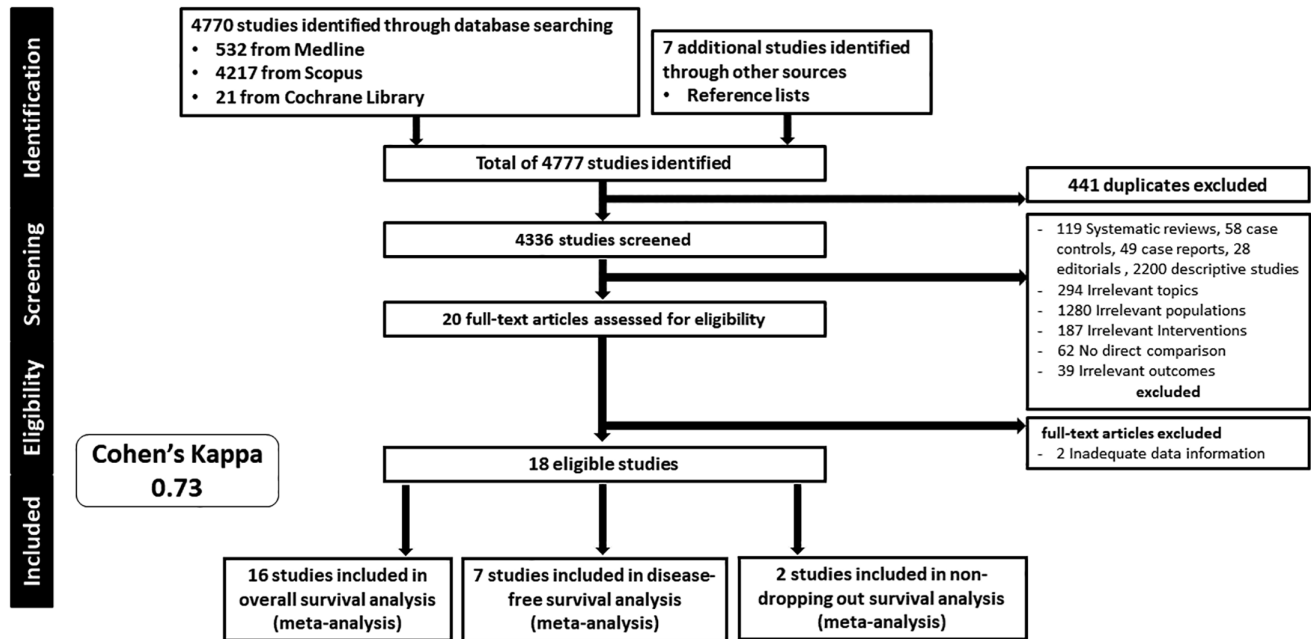 Identification
4770 studies identified through database searching
• 532 from Medline
• 4217 from Scopus
• 21 from Cochrane Library
7 additional studies identified
through other sources
• Reference lists
Total of 4777 studies identified
441 duplicates excluded
Screening
4336 studies screened
- 119 Systematic reviews, 58 case
controls, 49 case reports, 28
editorials , 2200 descriptive studies
- 294 Irrelevant topics
- 1280 Irrelevant populations
- 187 Irrelevant Interventions
- 62 No direct comparison
- 39 Irrelevant outcomes
excluded
20 full-text articles assessed for eligibility
Eligibility
full-text articles excluded
- 2 Inadequate data information
Cohen's Kappa
0.73
18 eligible studies
Included
16 studies included in
overall survival analysis
(meta-analysis)
7 studies included in disease-
free survival analysis
(meta-analysis)
2 studies included in non-
dropping out survival analysis
(meta-analysis)